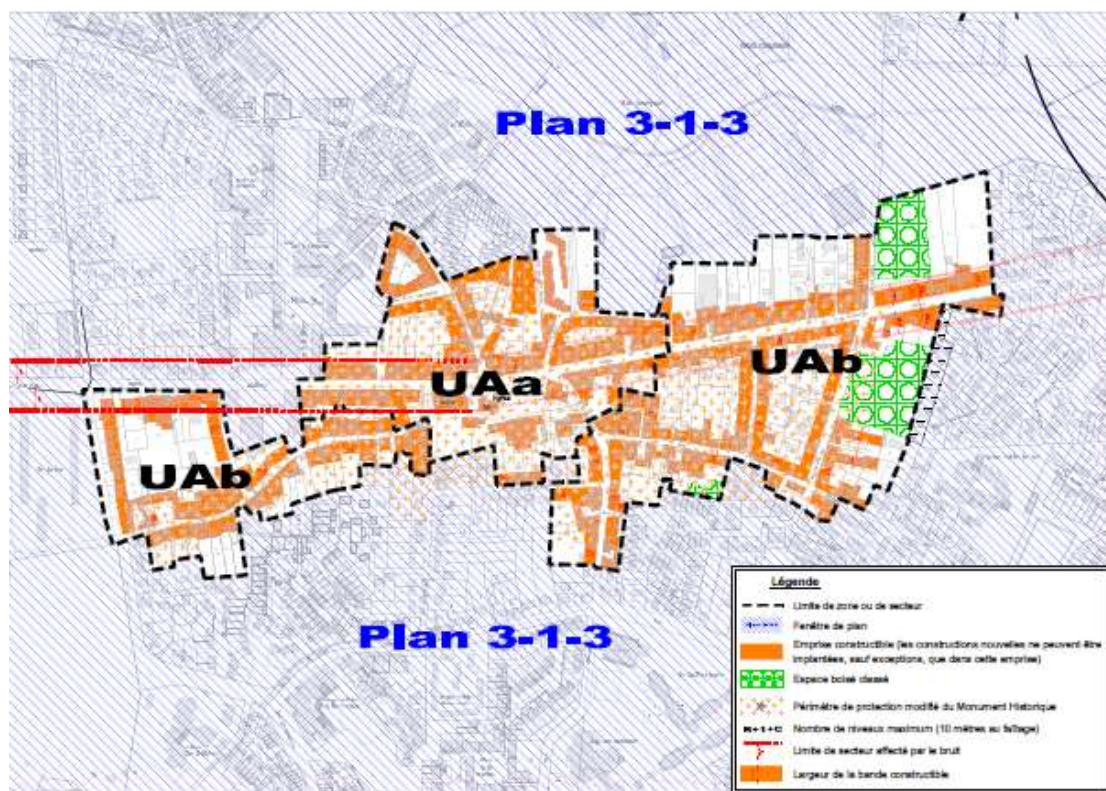 Plan 3-1-3
UAa
UAb
UAb
Plan 3-1-3
Légende
Limite de zone ou de secteur
Fenêtre de plan
Emprise constructible (les constructions nouvelles ne peuvent être
implantées, sauf exceptions, que dans cette emprise)
Espace boisé classé
Périmètre de protection modifié du Monument Historique
R+1+C Nombre de niveaux maximum (10 mètres au faîtage)
Limite de secteur affecté par le bruit
Largeur de la bande constructible